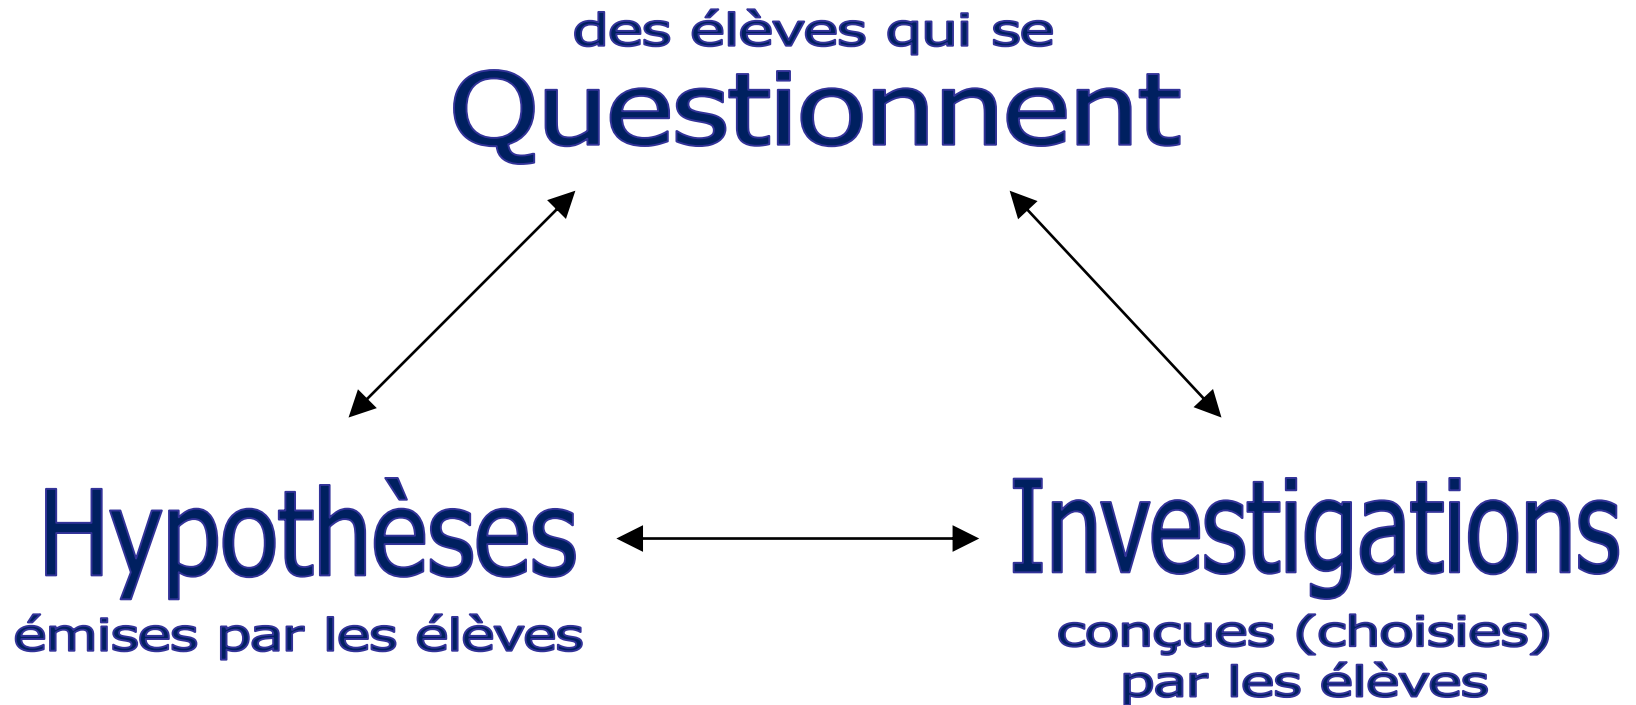 des élèves qui se
Questionnent
Hypothèses
émises par les élèves
Investigations
conçues (choisies)
par les élèves